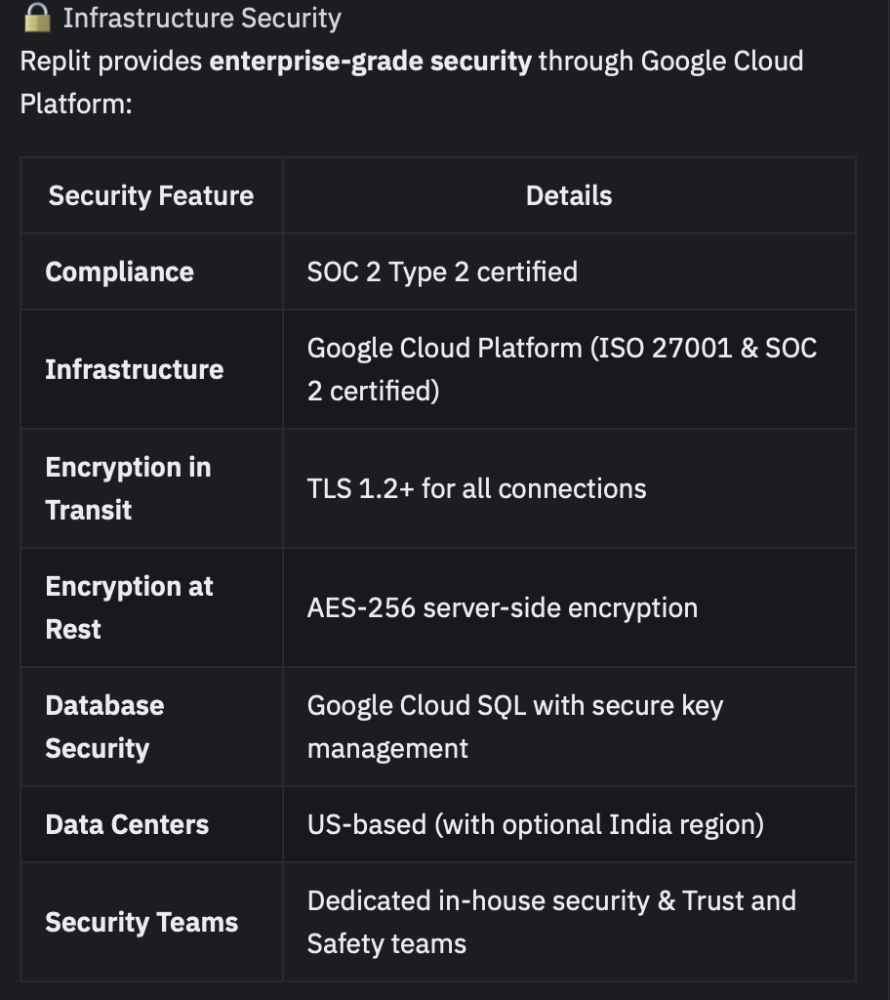 🔒 Infrastructure Security
Replit provides enterprise-grade security through Google Cloud
Platform:
Security Feature
Details
Compliance
SOC 2 Type 2 certified
Infrastructure
Google Cloud Platform (ISO 27001 & SOC
2 certified)
Encryption in
Transit
TLS 1.2+ for all connections
Encryption at
Rest
AES-256 server-side encryption
Database
Security
Google Cloud SQL with secure key
management
Data Centers
US-based (with optional India region)
Security Teams
Dedicated in-house security & Trust and
Safety teams